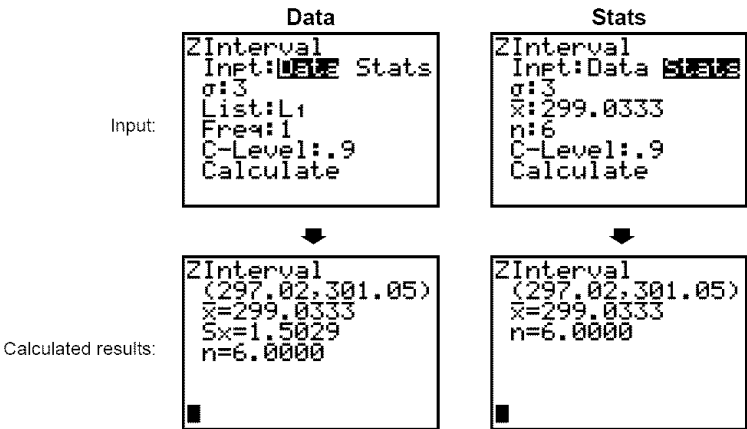 Data
Stats
Input:
ZInterval
Inpt:Data Stats
σ:3
List:L1
Freq:1
C-Level:.9
Calculate
ZInterval
Inpt:Data Stats
σ:3
x̄:299.0333
n:6
C-Level:.9
Calculate
Calculated results:
ZInterval
(297.02,301.05)
x̄=299.0333
Sx=1.5029
n=6.0000
ZInterval
(297.02,301.05)
x̄=299.0333
n=6.0000